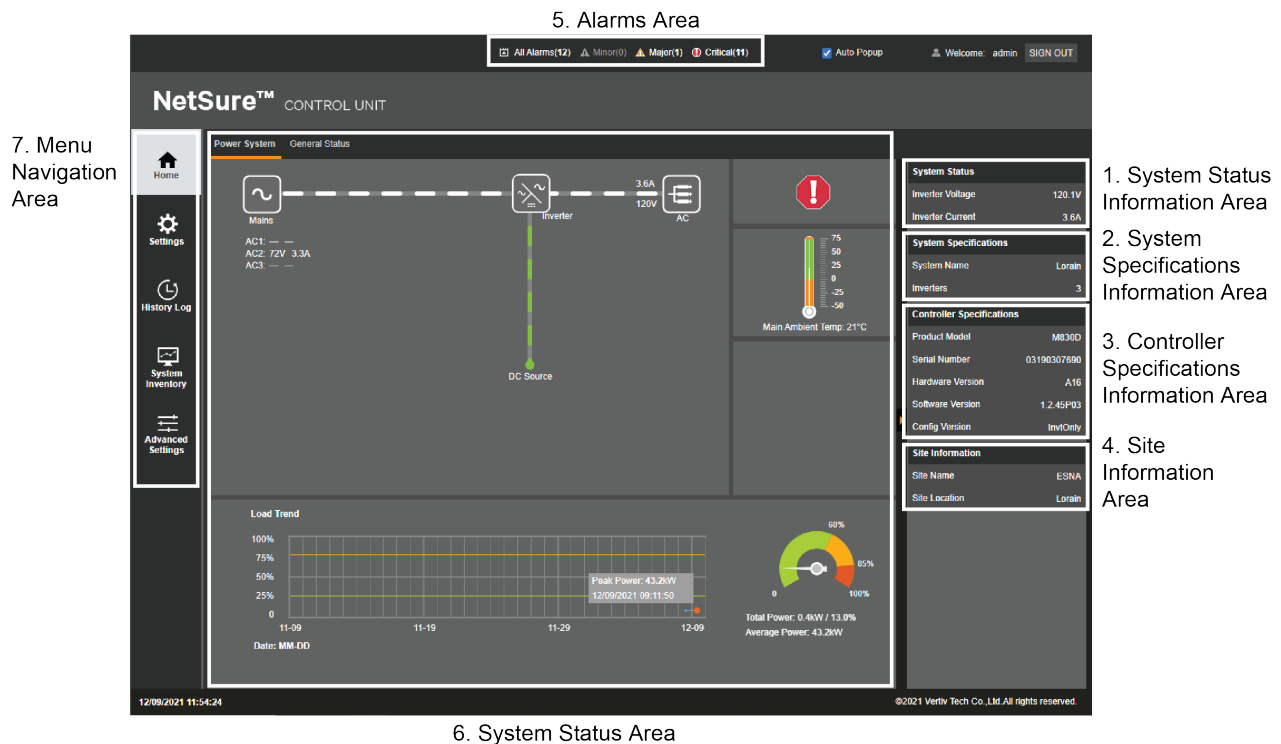 5. Alarms Area
All Alarms(12) Minor(0) Major(1) Critical(11) Auto Popup Welcome: admin SIGN OUT
NetSure™ CONTROL UNIT
7. Menu
Navigation
Area
Home
Settings
History Log
System
Inventory
Advanced
Settings
Power System General Status
Mains
AC1: — —
AC2: 72V 3.3A
AC3: — —
Inverter
3.6A
120V
AC
DC Source
75
50
25
0
-25
-50
Main Ambient Temp: 21°C
System Status
Inverter Voltage 120.1V
Inverter Current 3.6A
1. System Status
Information Area
System Specifications
System Name Lorain
Inverters 3
2. System
Specifications
Information Area
Controller Specifications
Product Model M830D
Serial Number 03190307690
Hardware Version A16
Software Version 1.2.45P03
Config Version InvtOnly
3. Controller
Specifications
Information Area
Site Information
Site Name ESNA
Site Location Lorain
4. Site
Information
Area
Load Trend
100%
75%
50%
25%
0
Peak Power: 43.2kW
12/09/2021 09:11:50
11-09 11-19 11-29 12-09
Date: MM-DD
60%
85%
0 100%
Total Power: 0.4kW / 13.0%
Average Power: 43.2kW
12/09/2021 11:54:24 ©2021 Vertiv Tech Co.,Ltd.All rights reserved.
6. System Status Area